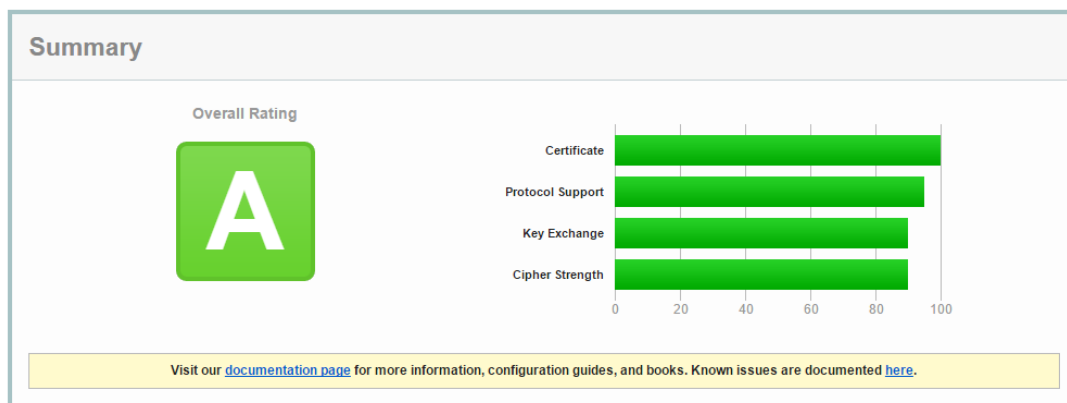 Summary
Overall Rating
A
Certificate
Protocol Support
Key Exchange
Cipher Strength
0 20 40 60 80 100
Visit our documentation page for more information, configuration guides, and books. Known issues are documented here.